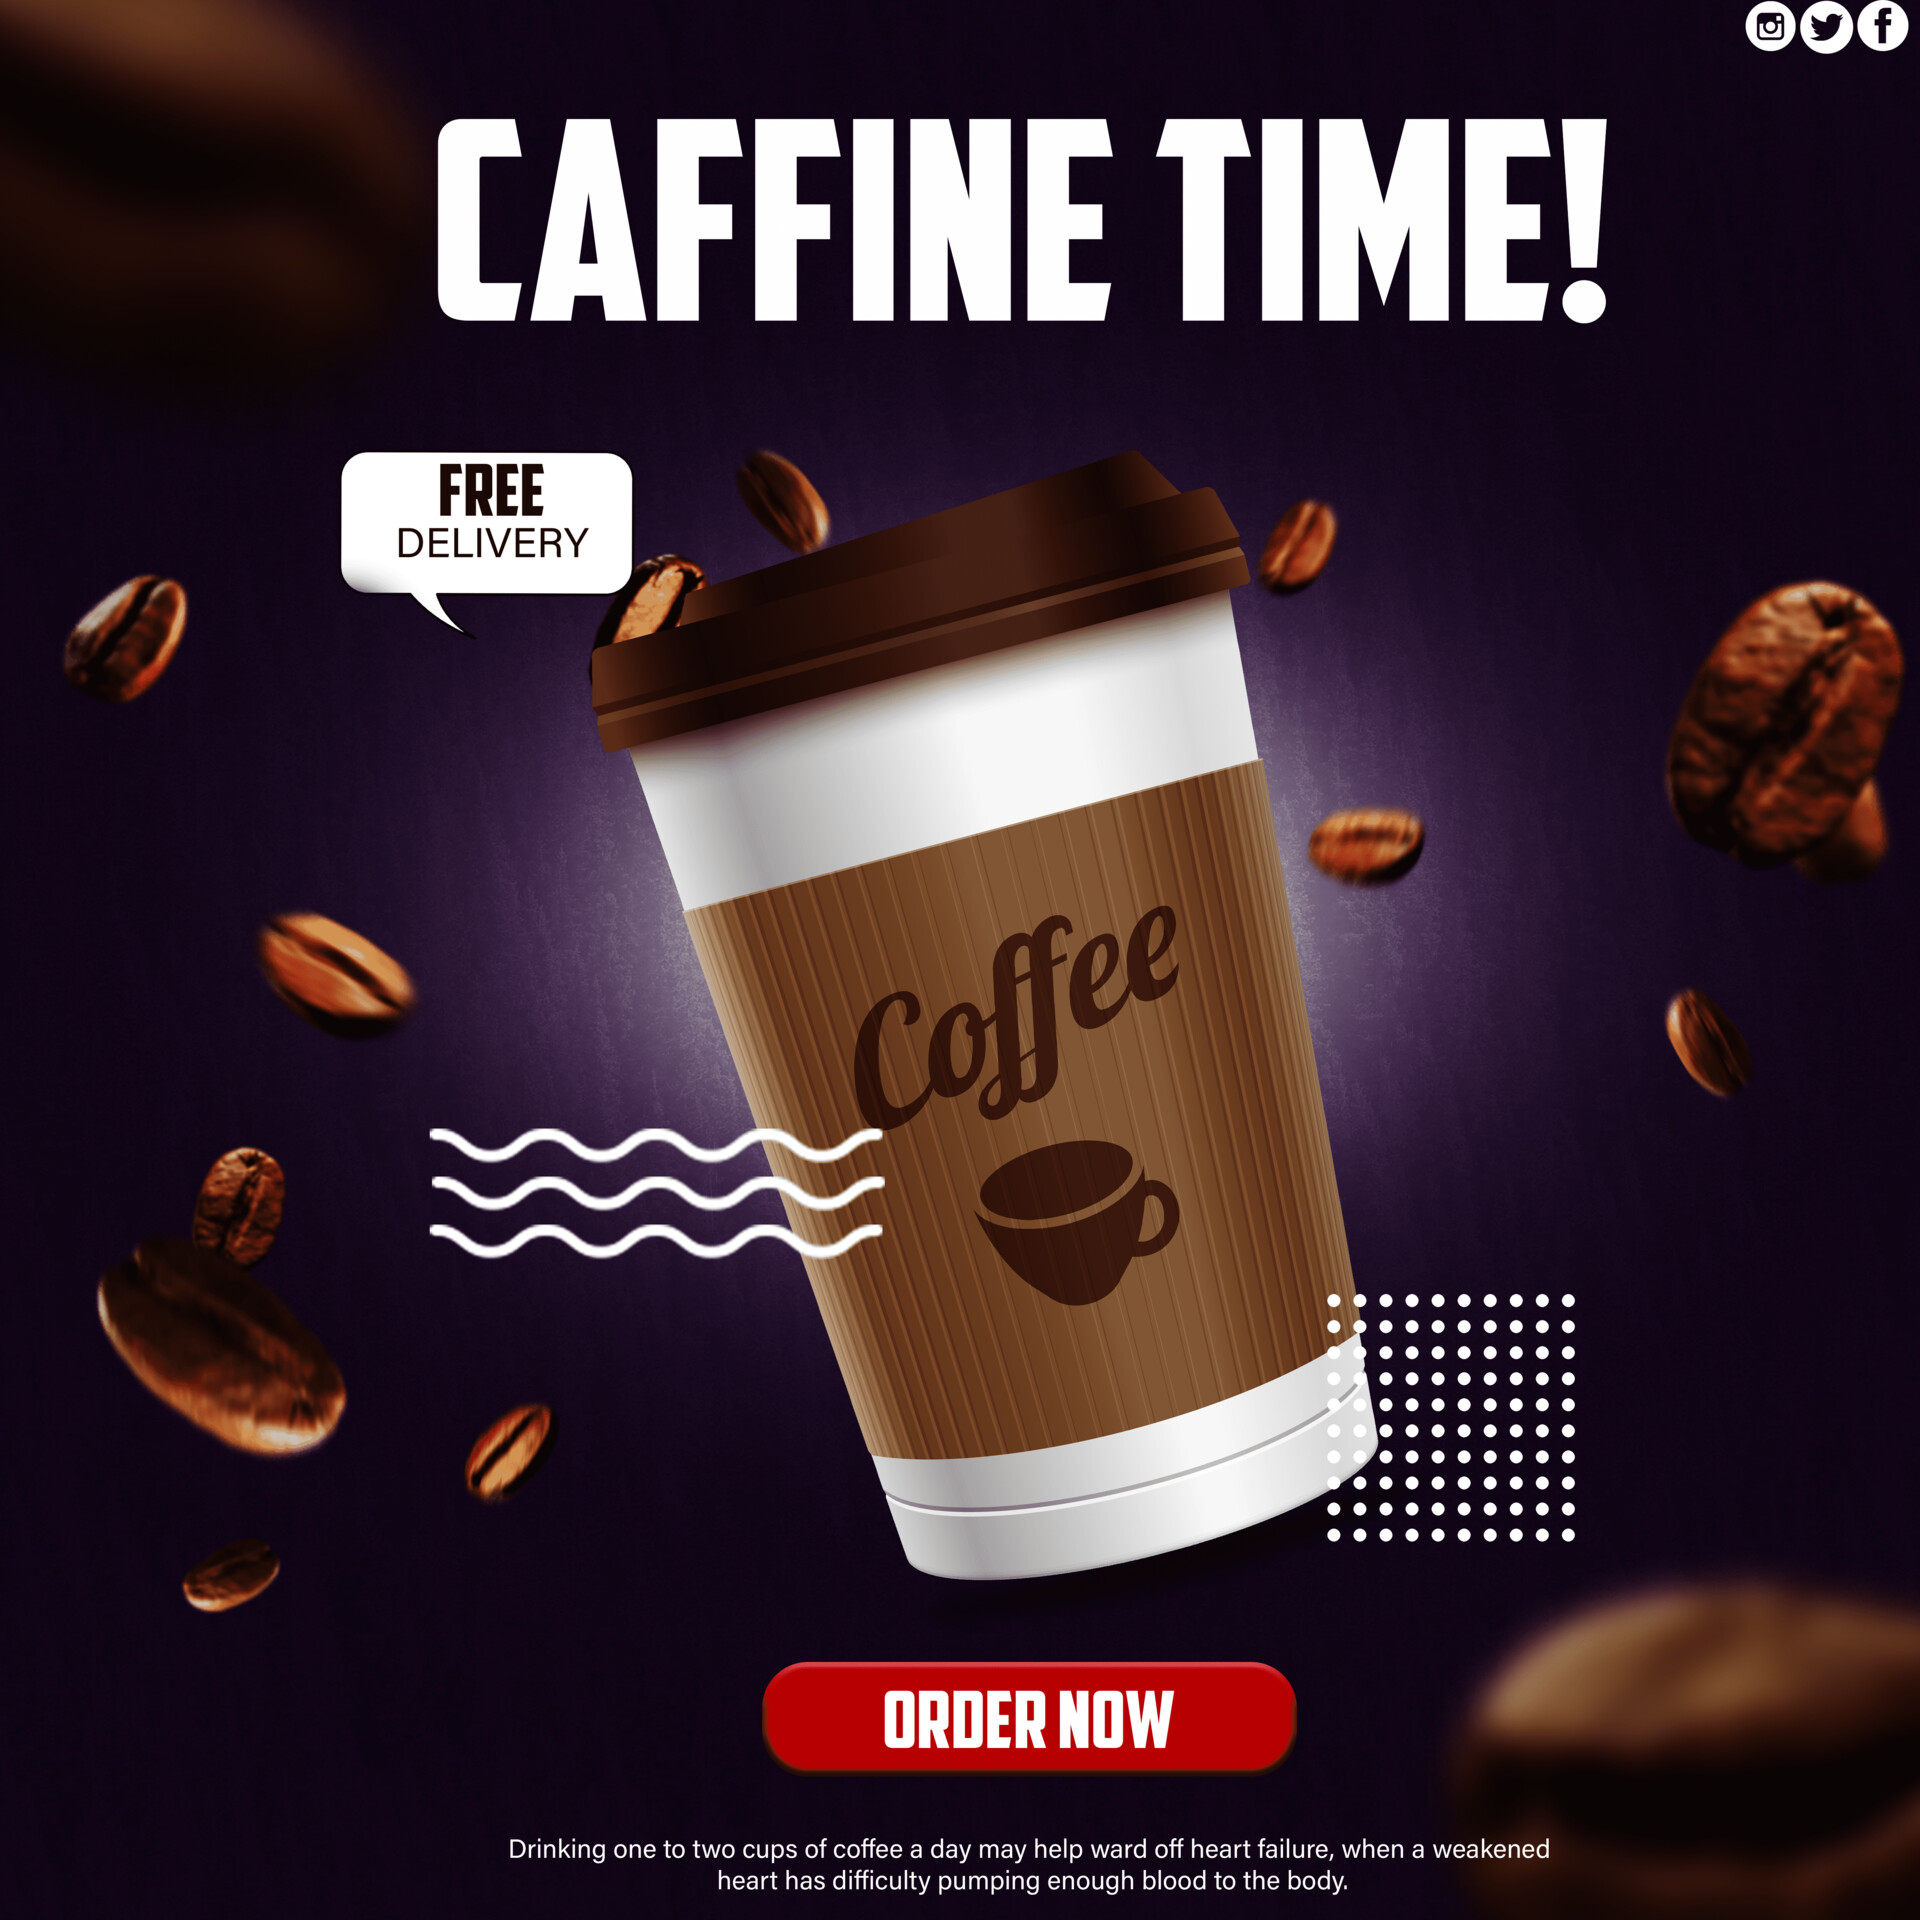 CAFFINE TIME!
FREE
DELIVERY
Coffee
ORDER NOW
Drinking one to two cups of coffee a day may help ward off heart failure, when a weakened
heart has difficulty pumping enough blood to the body.